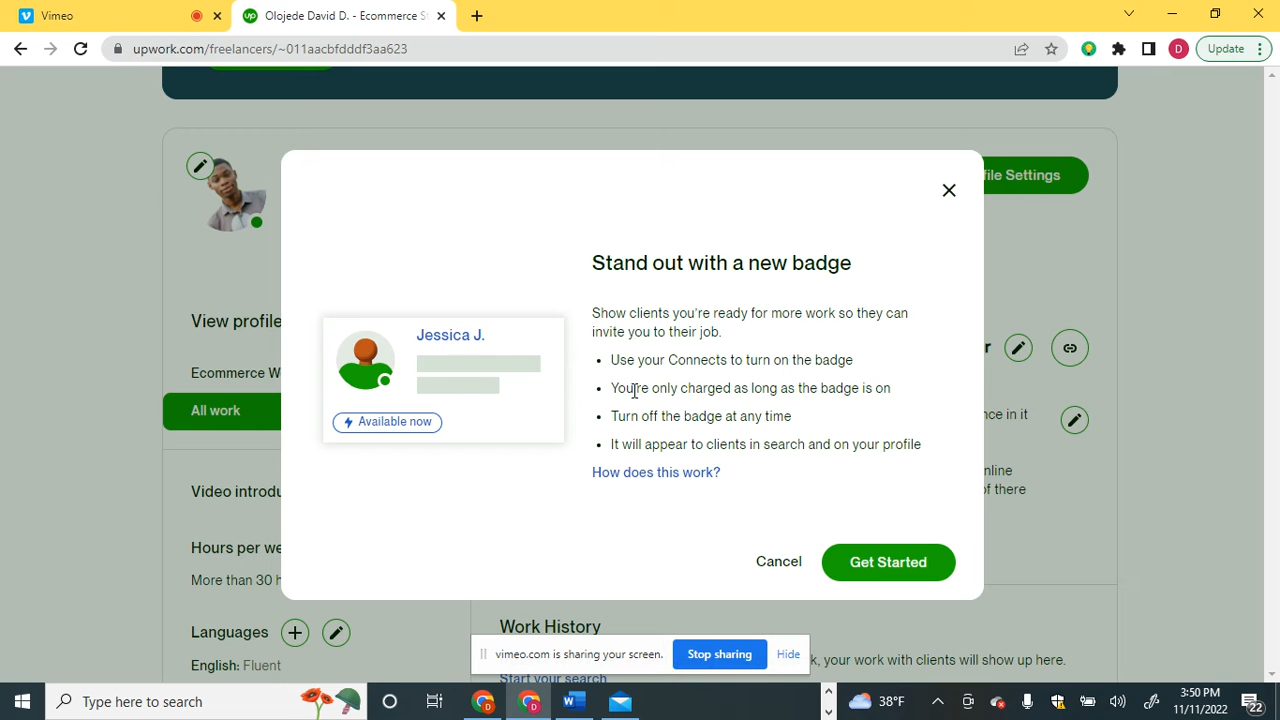 Vimeo
Olojede David D. - Ecommerce S
upwork.com/freelancers/~011aacbfdddf3aa623
D
Update
file Settings
Stand out with a new badge
Show clients you're ready for more work so they can
invite you to their job.
Jessica J.
Use your Connects to turn on the badge
You're only charged as long as the badge is on
Turn off the badge at any time
Available now
It will appear to clients in search and on your profile
How does this work?
Cancel
Get Started
View profile
r
Ecommerce W
All work
nce in it
Video introdu
nline
of there
Hours per we
More than 30 h
Languages
English: Fluent
Work History
k, your work with clients will show up here.
Start your search
vimeo.com is sharing your screen.
Stop sharing
Hide
Type here to search
38°F
3:50 PM
11/11/2022
22